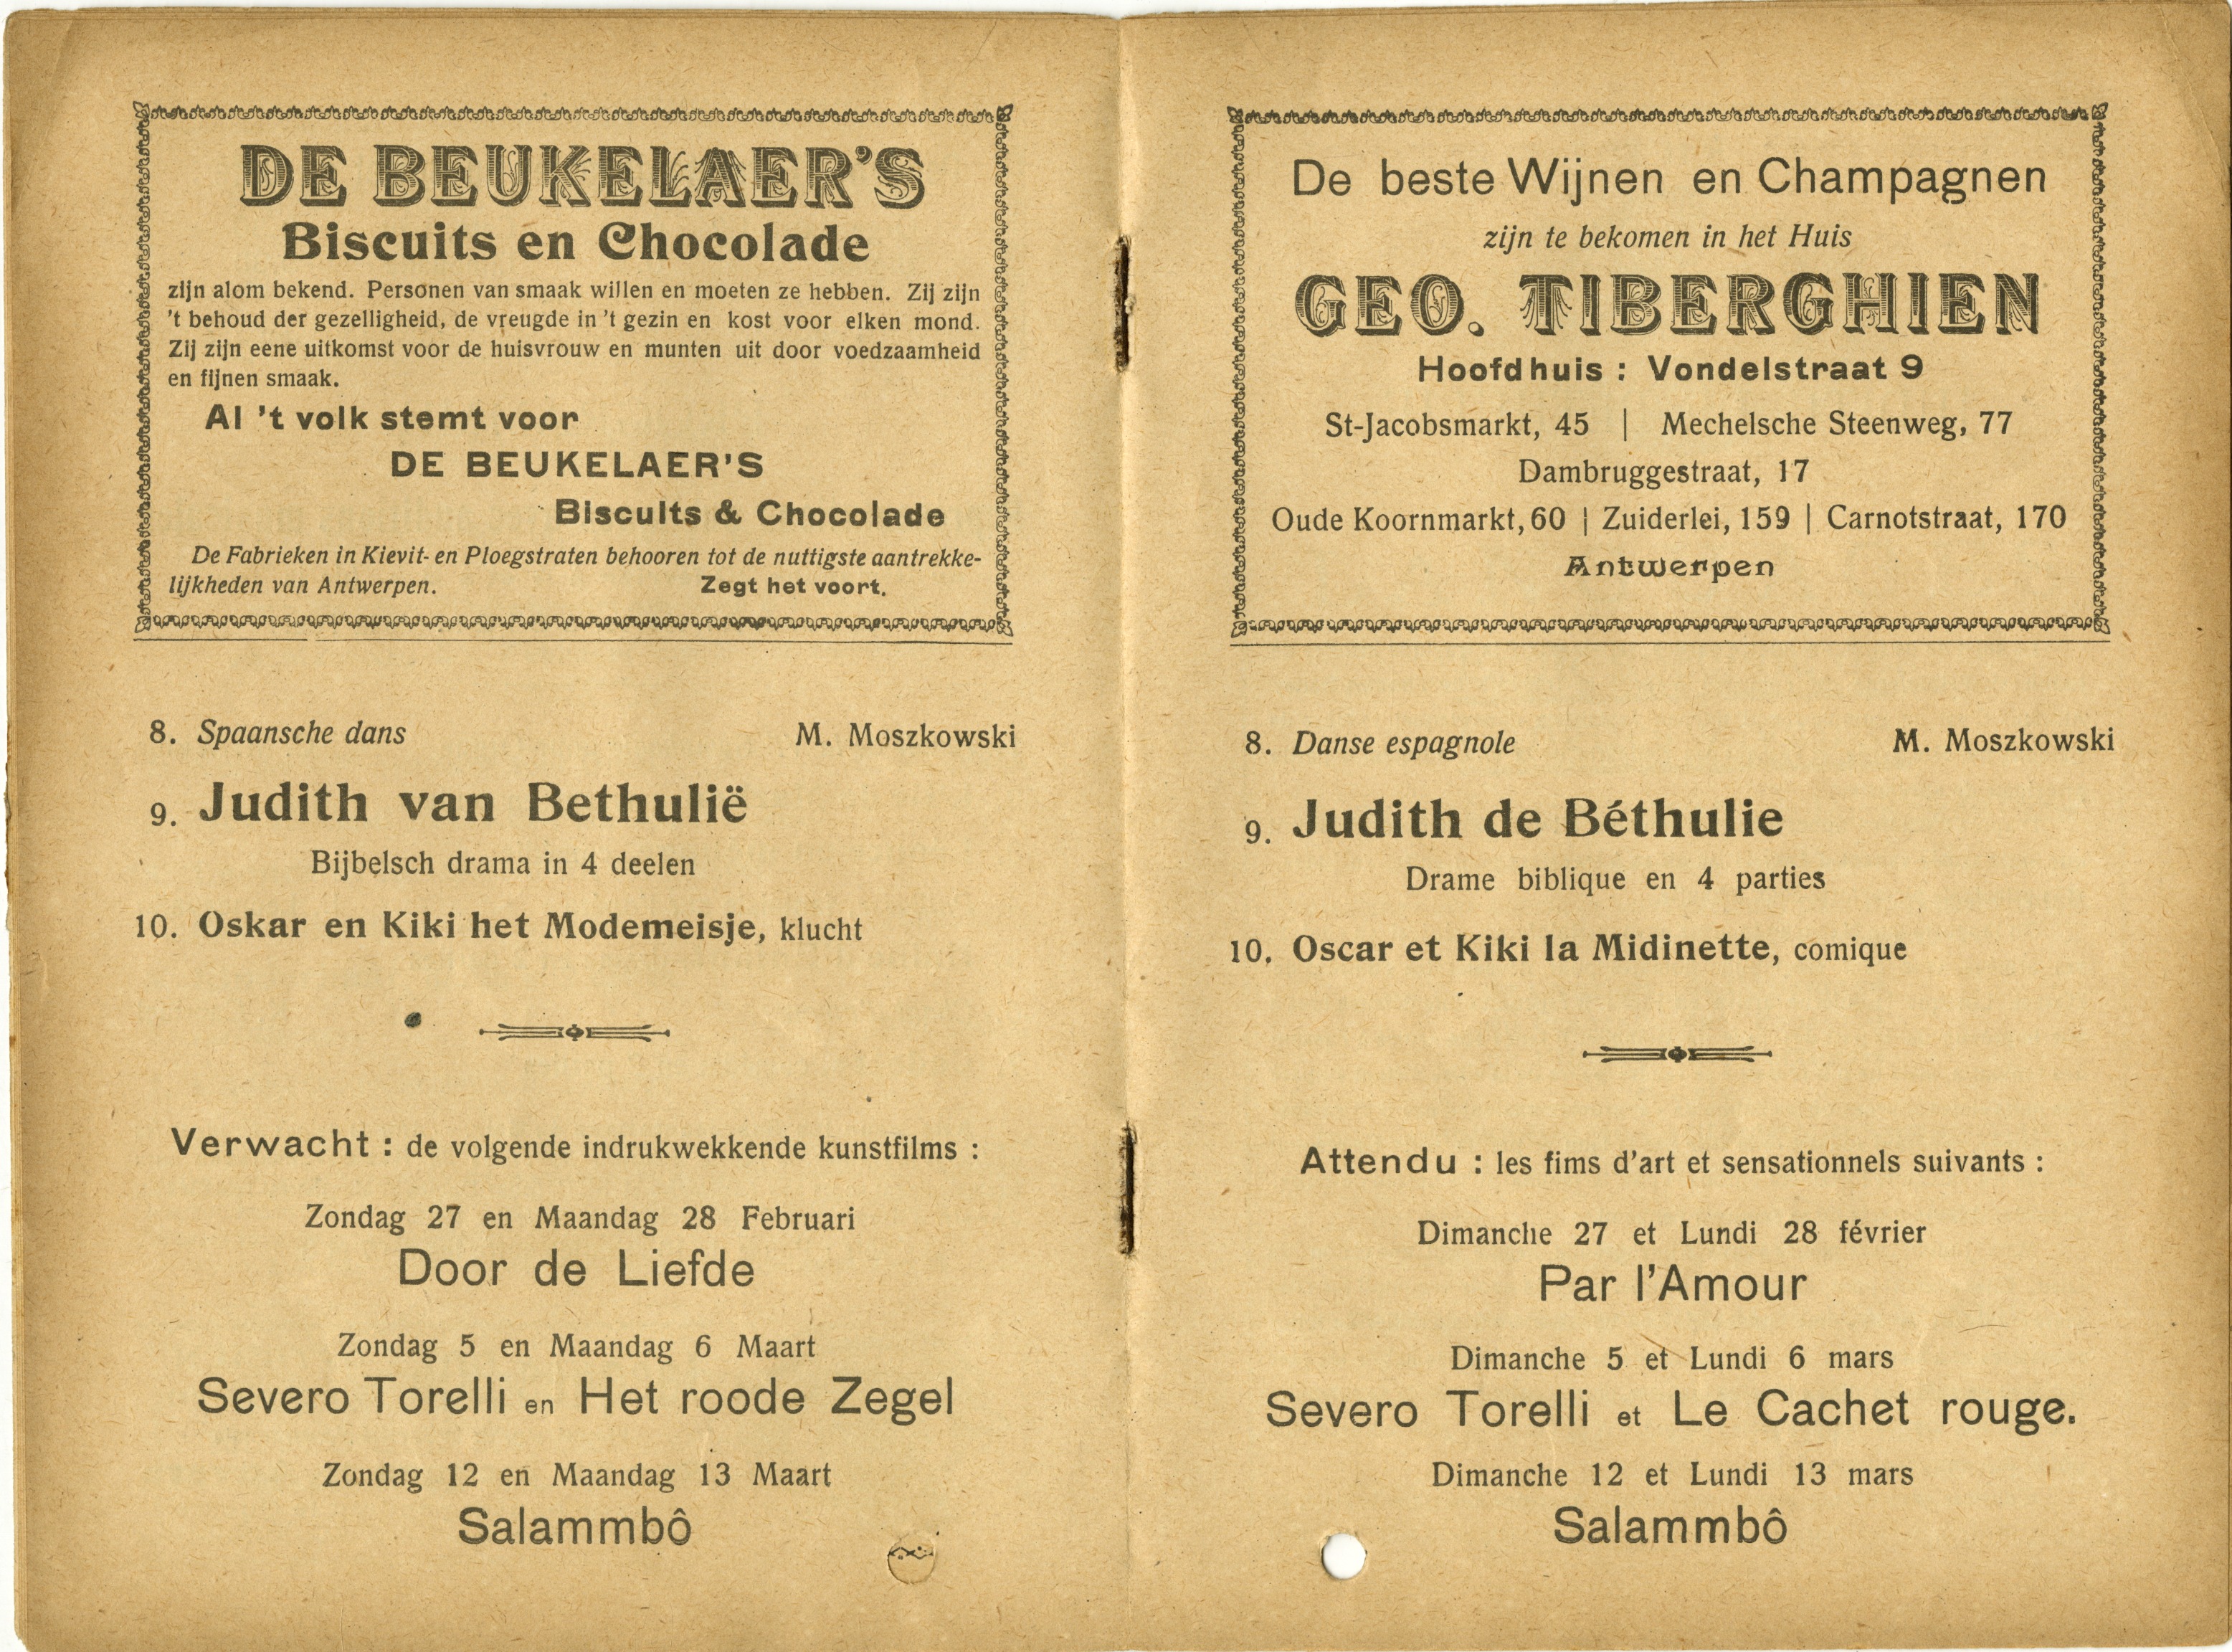 DE BEUKELAER'S
Biscuits en Chocolade
zijn alom bekend. Personen van smaak willen en moeten ze hebben. Zij zijn
't behoud der gezelligheid, de vreugde in 't gezin en kost voor elken mond.
Zij zijn eene uitkomst voor de huisvrouw en munten uit door voedzaamheid
en fijnen smaak.
Al 't volk stemt voor
DE BEUKELAER'S
Biscuits & Chocolade
De Fabrieken in Kievit- en Ploegstraten behooren tot de nuttigste aantrekke-
lijkheden van Antwerpen. Zegt het voort.
8. Spaansche dans M. Moszkowski
9. Judith van Bethulië
Bijbelsch drama in 4 deelen
10. Oskar en Kiki het Modemeisje, klucht
Verwacht : de volgende indrukwekkende kunstfilms :
Zondag 27 en Maandag 28 Februari
Door de Liefde
Zondag 5 en Maandag 6 Maart
Severo Torelli en Het roode Zegel
Zondag 12 en Maandag 13 Maart
Salammbô
De beste Wijnen en Champagnen
zijn te bekomen in het Huis
GEO. TIBERGHIEN
Hoofdhuis : Vondelstraat 9
St-Jacobsmarkt, 45 | Mechelsche Steenweg, 77
Dambruggestraat, 17
Oude Koornmarkt, 60 | Zuiderlei, 159 | Carnotstraat, 170
Antwerpen
8. Danse espagnole M. Moszkowski
9. Judith de Béthulie
Drame biblique en 4 parties
10. Oscar et Kiki la Midinette, comique
Attendu : les fims d'art et sensationnels suivants :
Dimanche 27 et Lundi 28 février
Par l'Amour
Dimanche 5 et Lundi 6 mars
Severo Torelli et Le Cachet rouge.
Dimanche 12 et Lundi 13 mars
Salammbô